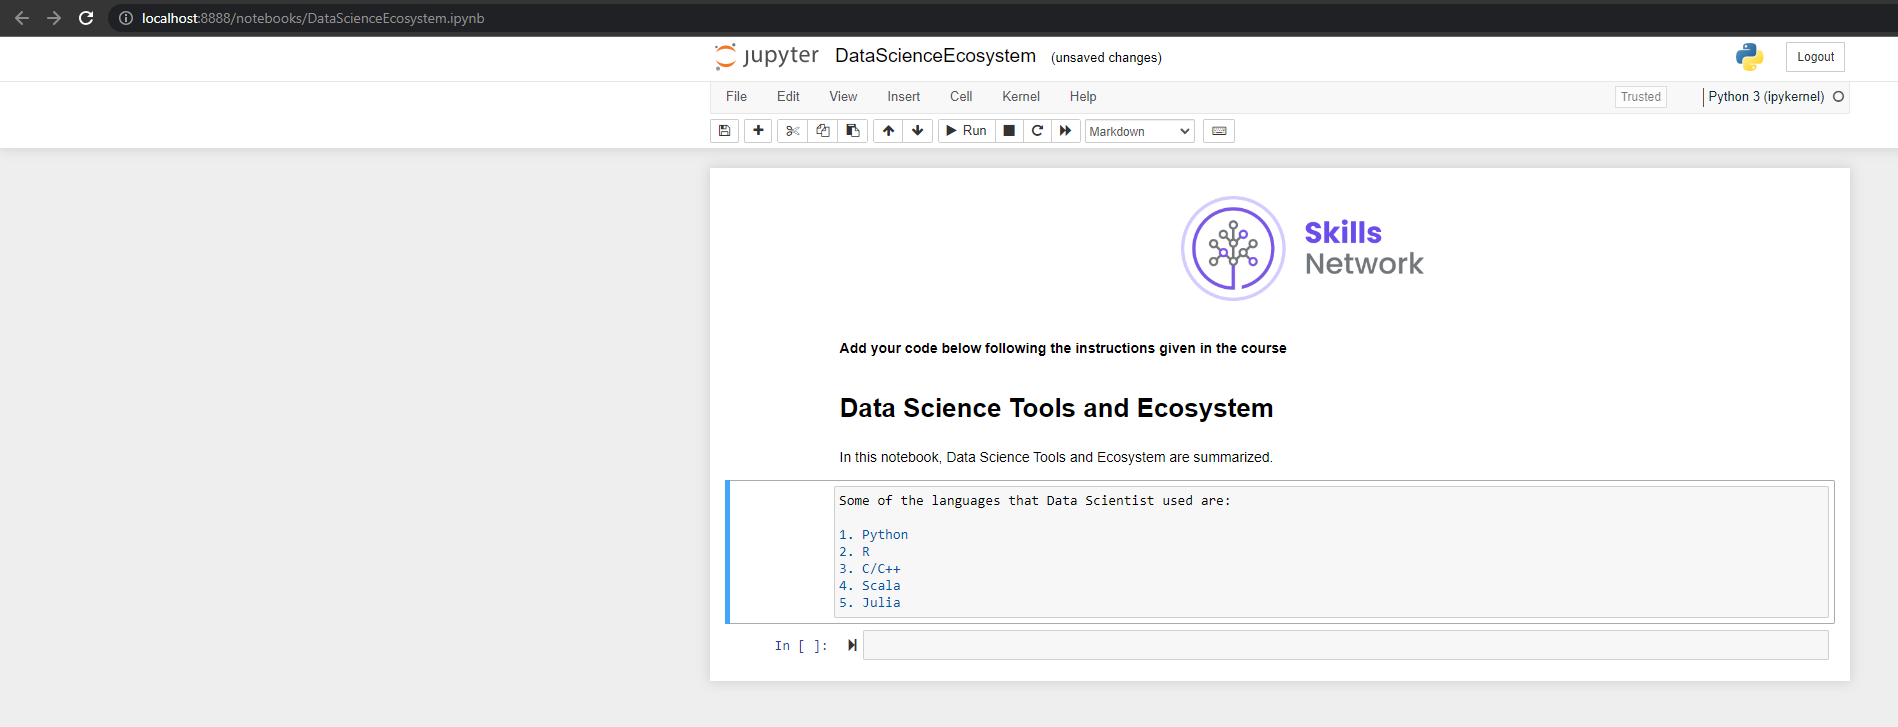 localhost:8888/notebooks/DataScienceEcosystem.ipynb
jupyter DataScienceEcosystem (unsaved changes) Logout
File Edit View Insert Cell Kernel Help Trusted Python 3 (ipykernel)
Run Markdown
Skills
Network
Add your code below following the instructions given in the course
Data Science Tools and Ecosystem
In this notebook, Data Science Tools and Ecosystem are summarized.
Some of the languages that Data Scientist used are:
1. Python
2. R
3. C/C++
4. Scala
5. Julia
In [ ]: